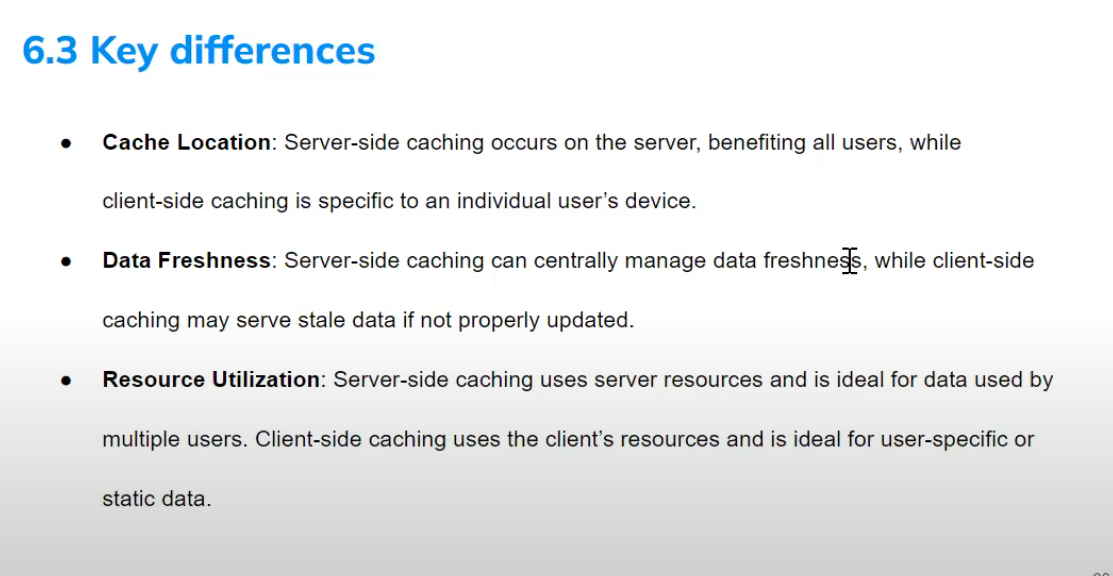 6.3 Key differences
● Cache Location: Server-side caching occurs on the server, benefiting all users, while
client-side caching is specific to an individual user’s device.
● Data Freshness: Server-side caching can centrally manage data freshness, while client-side
caching may serve stale data if not properly updated.
● Resource Utilization: Server-side caching uses server resources and is ideal for data used by
multiple users. Client-side caching uses the client’s resources and is ideal for user-specific or
static data.